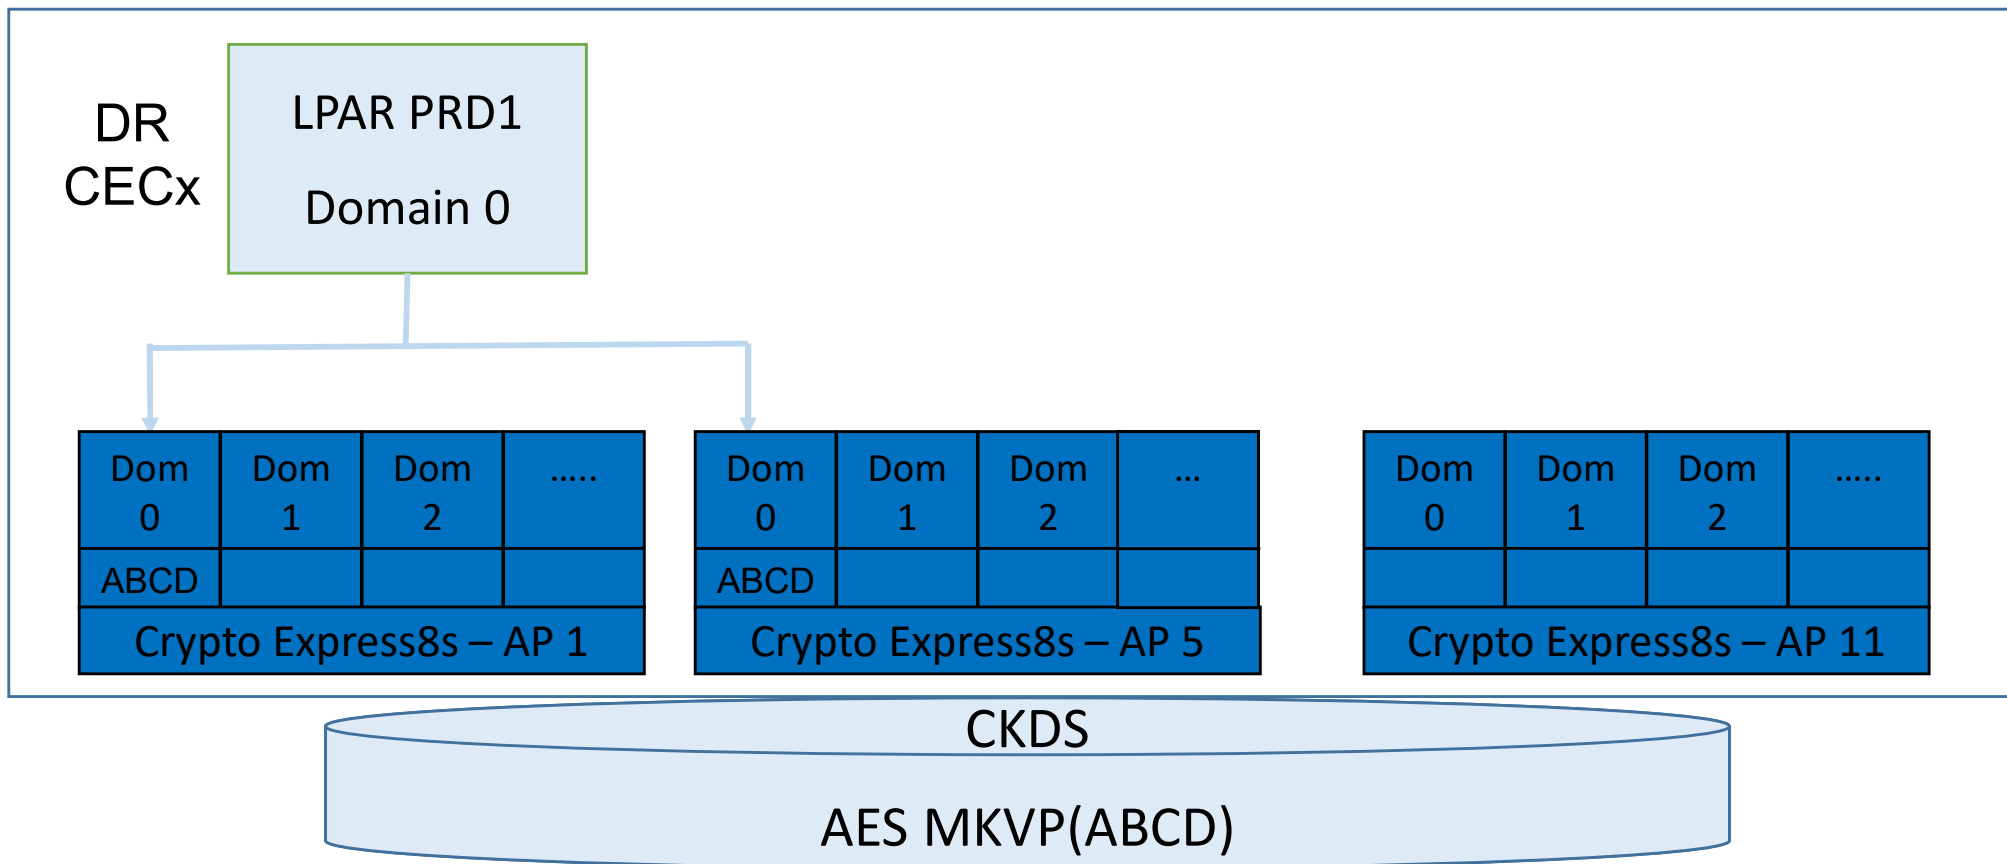 DR
CECx
LPAR PRD1
Domain 0
Dom
0
Dom
1
Dom
2
.....
ABCD
Crypto Express8s – AP 1
Dom
0
Dom
1
Dom
2
...
ABCD
Crypto Express8s – AP 5
Dom
0
Dom
1
Dom
2
.....
Crypto Express8s – AP 11
CKDS
AES MKVP(ABCD)